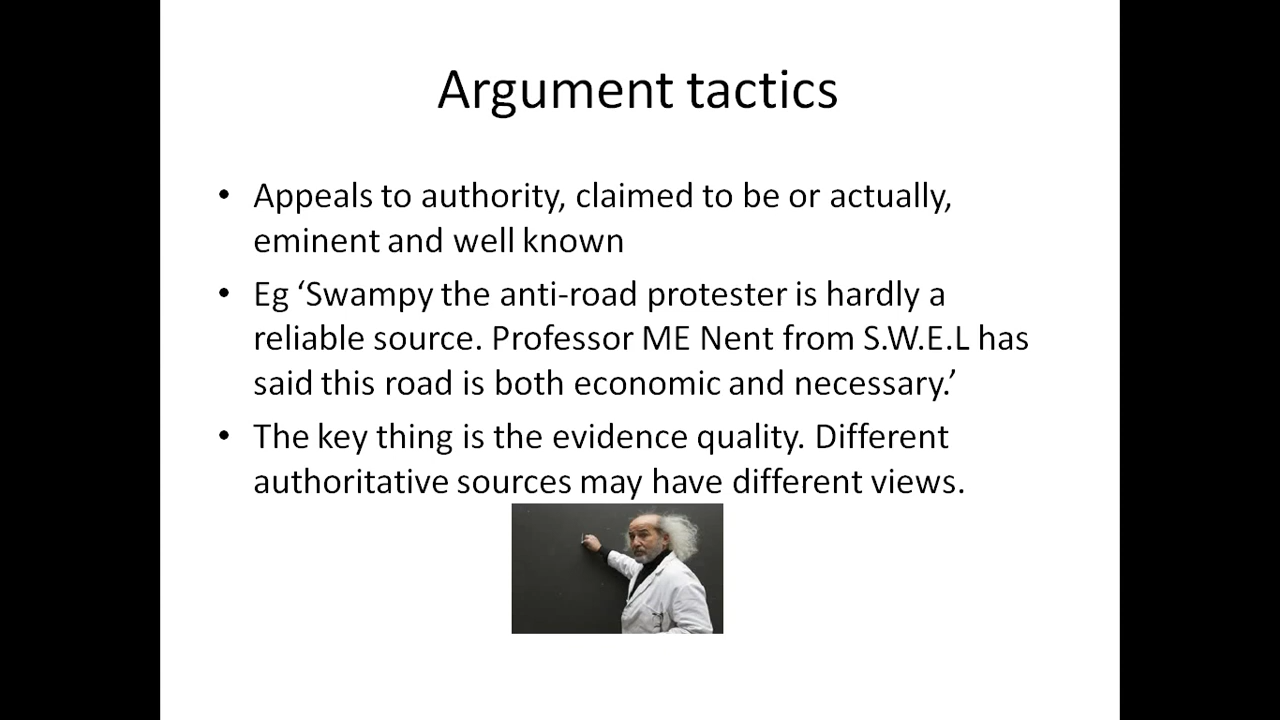 Argument tactics
• Appeals to authority, claimed to be or actually,
eminent and well known
• Eg ‘Swampy the anti-road protester is hardly a
reliable source. Professor ME Nent from S.W.E.L has
said this road is both economic and necessary.’
• The key thing is the evidence quality. Different
authoritative sources may have different views.